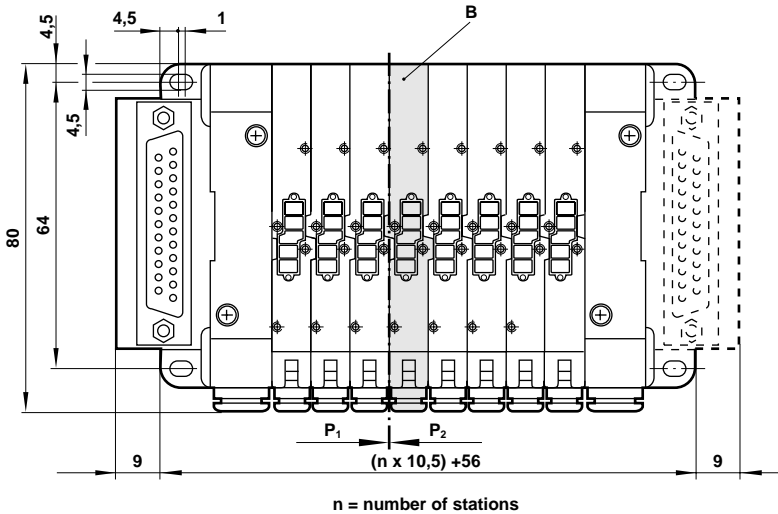 4,5
1
B
4,5
4,5
80
64
P₁
P₂
9
(n x 10,5) +56
9
n = number of stations